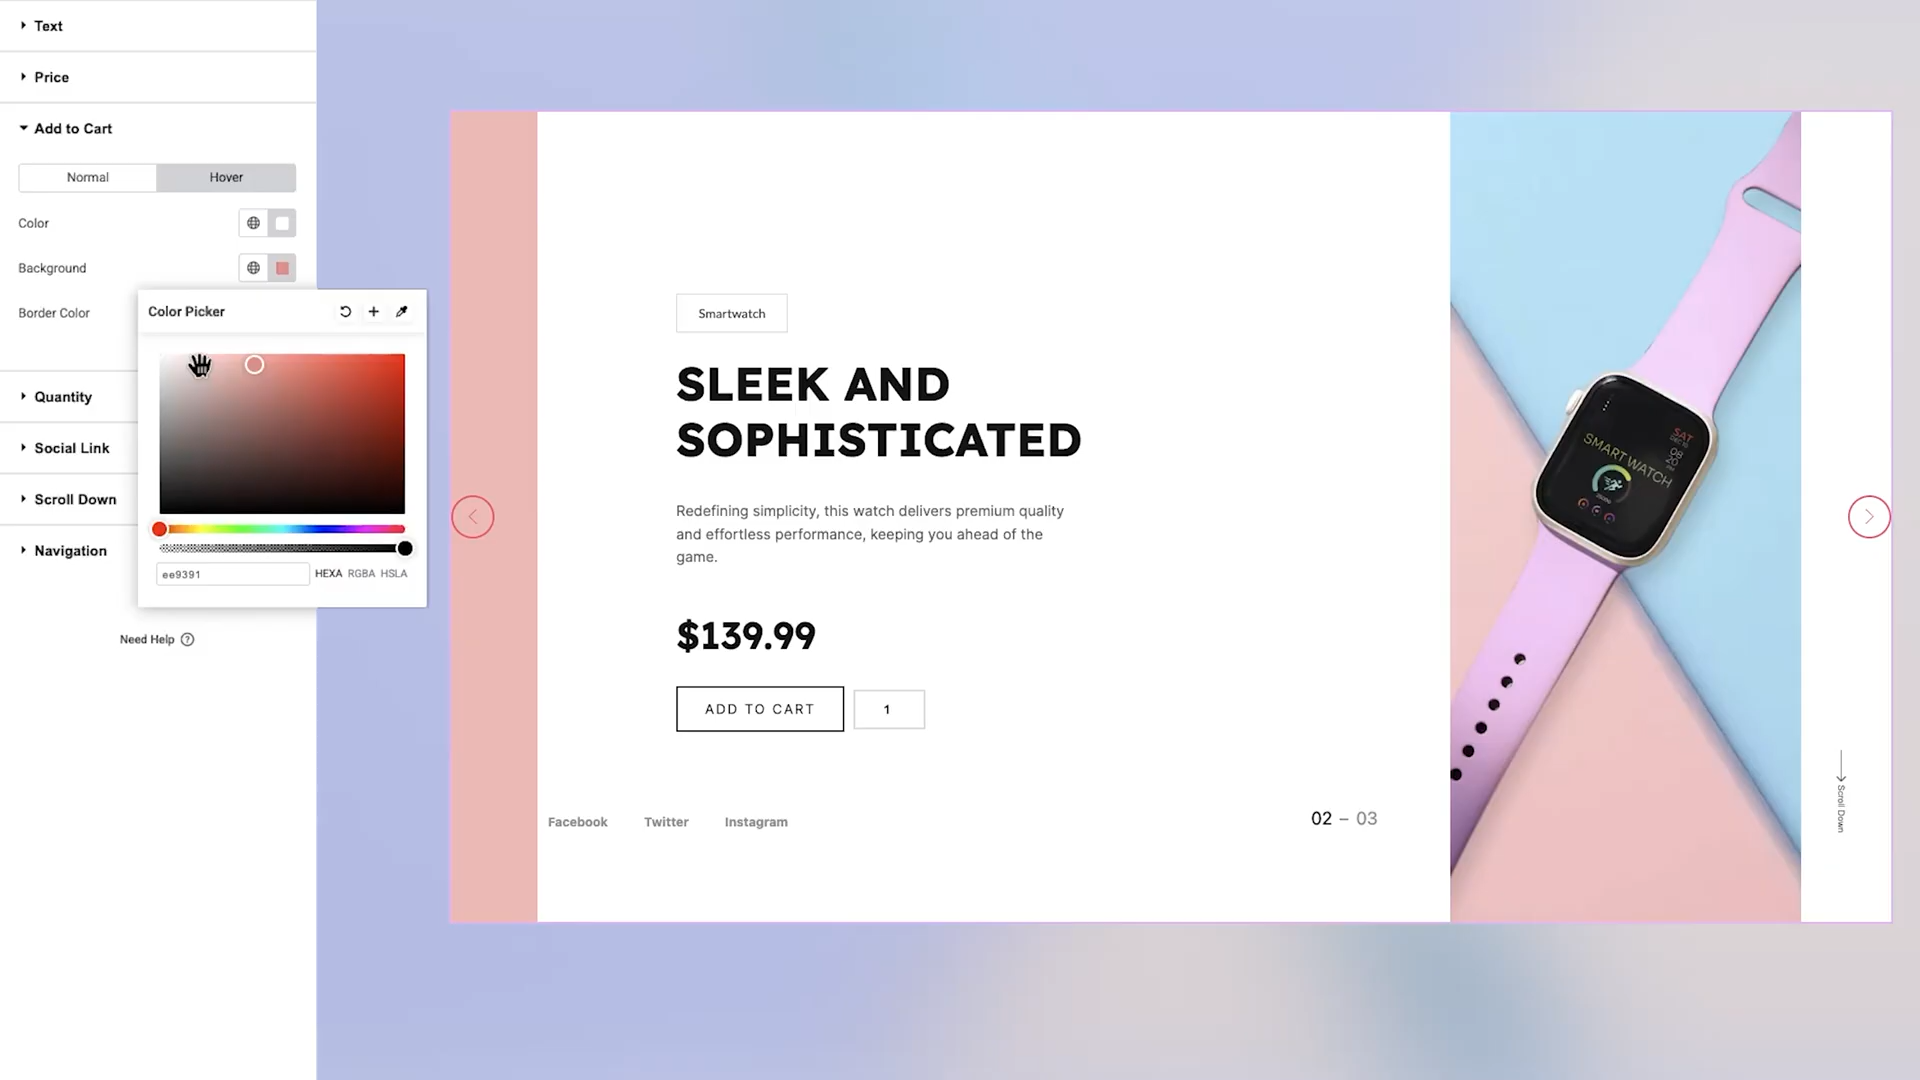 Text
Price
Add to Cart
Normal
Hover
Color
Background
Border Color
Color Picker
ee9391
HEXA RGBA HSLA
Quantity
Social Link
Scroll Down
Navigation
Need Help
Smartwatch
SLEEK AND
SOPHISTICATED
Redefining simplicity, this watch delivers premium quality
and effortless performance, keeping you ahead of the
game.
$139.99
ADD TO CART
1
Facebook
Twitter
Instagram
02 – 03
SAT
08
20
SMART WATCH
Scroll Down